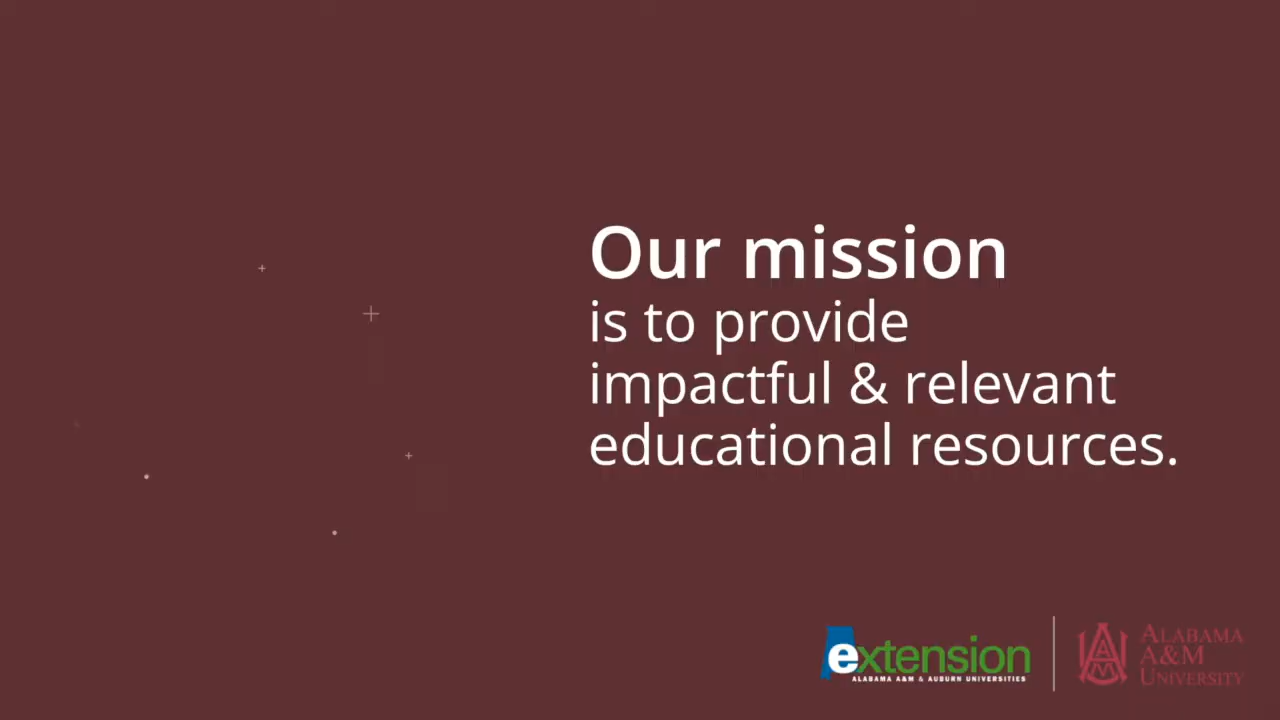 Our mission
is to provide
impactful & relevant
educational resources.
extension
ALABAMA A&M & AUBURN UNIVERSITIES
ALABAMA
A&M
UNIVERSITY